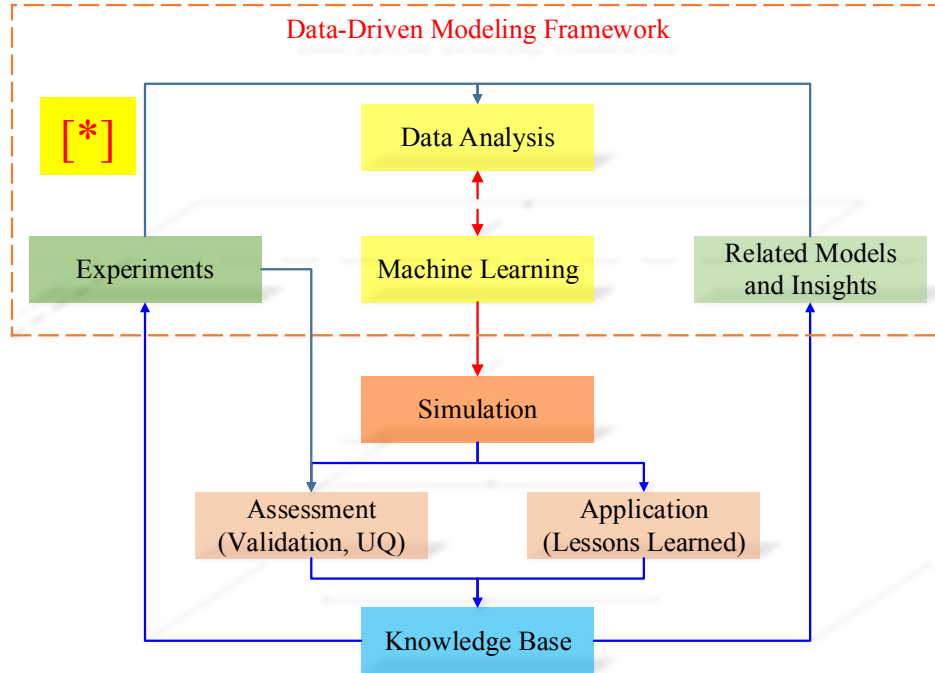 Data-Driven Modeling Framework
[*]
Data Analysis
Experiments
Machine Learning
Related Models
and Insights
Simulation
Assessment
(Validation, UQ)
Application
(Lessons Learned)
Knowledge Base